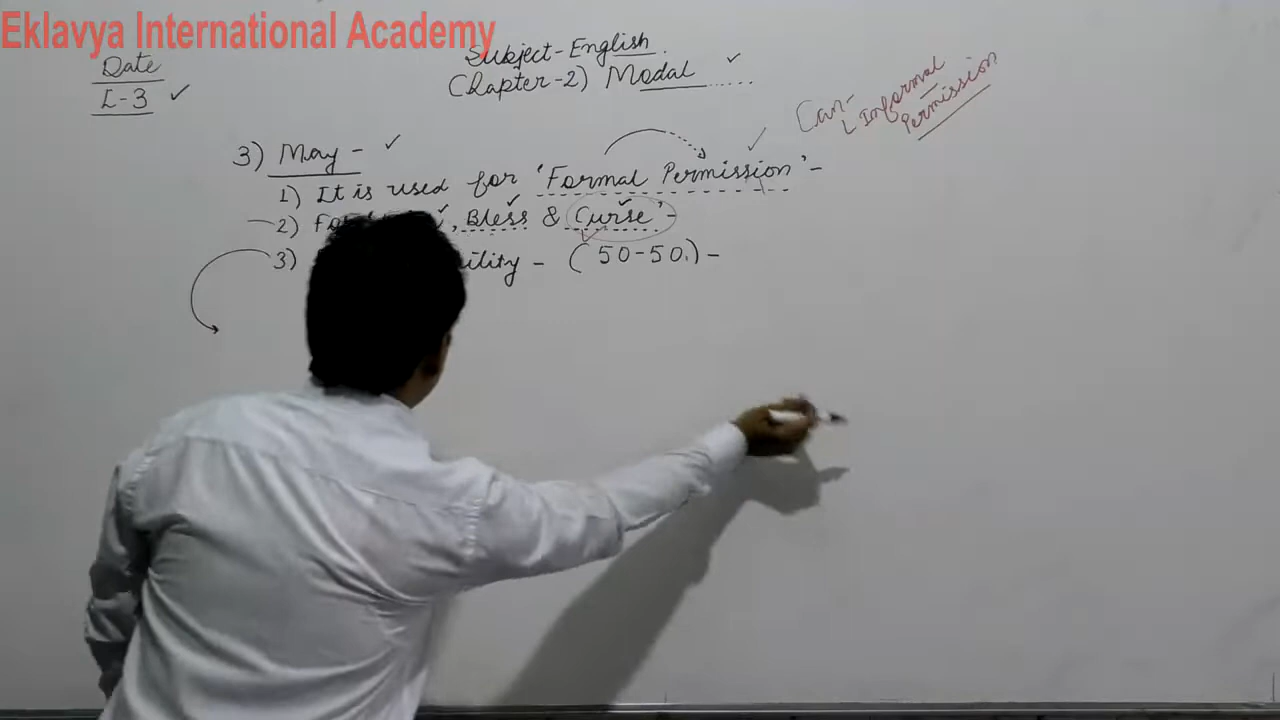 Eklavya International Academy
Date
L-3
Subject-English.
Chapter-2) Modal ......
Can-
Informal
Permission
3) May -
1) It is used for 'Formal Permission' -
2) , Bless & Curse' -
3) - (50-50.) -